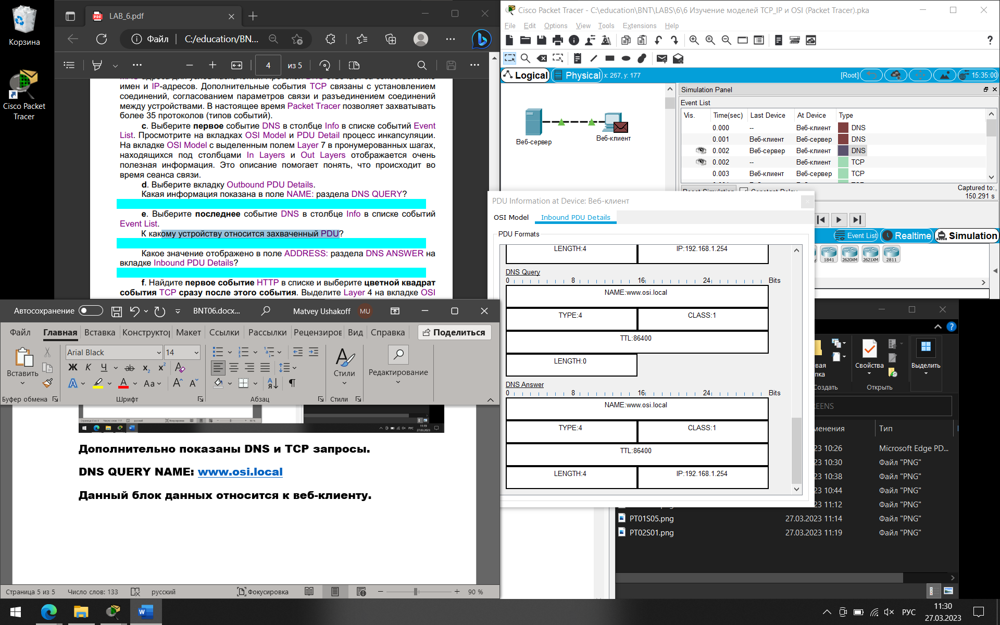 Корзина
Cisco Packet
Tracer
LAB_6.pdf
Файл
C:/education/BN...
4
из 5
имен и IP-адресов. Дополнительные события TCP связаны с установлением
соединений, согласованием параметров связи и разъединением соединений
между устройствами. В настоящее время Packet Tracer позволяет захватывать
более 35 протоколов (типов событий).
c. Выберите первое событие DNS в столбце Info в списке событий Event
List. Просмотрите на вкладках OSI Model и PDU Detail процесс инкапсуляции.
На вкладке OSI Model с выделенным полем Layer 7 в пронумерованных шагах,
находящихся под столбцами In Layers и Out Layers отображается очень
полезная информация. Это описание помогает понять, что происходит во
время сеанса связи.
d. Выберите вкладку Outbound PDU Details.
Какая информация показана в поле NAME: раздела DNS QUERY?
e. Выберите последнее событие DNS в столбце Info в списке событий
Event List.
К какому устройству относится захваченный PDU?
Какое значение отображено в поле ADDRESS: раздела DNS ANSWER на
вкладке Inbound PDU Details?
f. Найдите первое событие HTTP в списке и выберите цветной квадрат
события TCP сразу после этого события. Выделите Layer 4 на вкладке OSI
Cisco Packet Tracer - C:\education\BNT\LABS\6\6 Изучение моделей TCP_IP и OSI (Packet Tracer).pka
File Edit Options View Tools Extensions Help
Logical Physical x: 267, y: 177
[Root] 15:35:00
Веб-сервер
Веб-клиент
Simulation Panel
Event List
Vis. Time(sec) Last Device At Device Type
0.000 -- Веб-клиент DNS
0.001 Веб-клиент Веб-сервер DNS
0.002 Веб-сервер Веб-клиент DNS
0.002 -- Веб-клиент TCP
0.003 Веб-клиент Веб-сервер TCP
Captured to:
150.291 s
Event List Realtime Simulation
1841 2620XM 2621XM 2811
PDU Information at Device: Веб-клиент
OSI Model Inbound PDU Details
PDU Formats
LENGTH:4 IP:192.168.1.254
DNS Query
0 8 16 24 Bits
NAME:www.osi.local
TYPE:4 CLASS:1
TTL:86400
LENGTH:0
DNS Answer
0 8 16 24 Bits
NAME:www.osi.local
TYPE:4 CLASS:1
TTL:86400
LENGTH:4 IP:192.168.1.254
Автосохранение
BNT06.docx...
Matvey Ushakoff MU
Файл Главная Вставка Конструктор Макет Ссылки Рассылки Рецензиров Вид Справка Поделиться
Arial Black 14
Вставить
Ж К Ч ab x₂ x²
Aa
Стили
Редактирование
Буфер обмена Шрифт Абзац Стили
Дополнительно показаны DNS и TCP запросы.
DNS QUERY NAME: www.osi.local
Данный блок данных относится к веб-клиенту.
Страница 5 из 5 Число слов: 133 русский Фокусировка 90 %
Свойства
Выделить
Открыть
Тип
10:26 Microsoft Edge PD...
10:30 Файл "PNG"
10:38 Файл "PNG"
10:44 Файл "PNG"
11:12 Файл "PNG"
PT01S05.png 27.03.2023 11:14 Файл "PNG"
PT02S01.png 27.03.2023 11:19 Файл "PNG"
РУС
11:30
27.03.2023